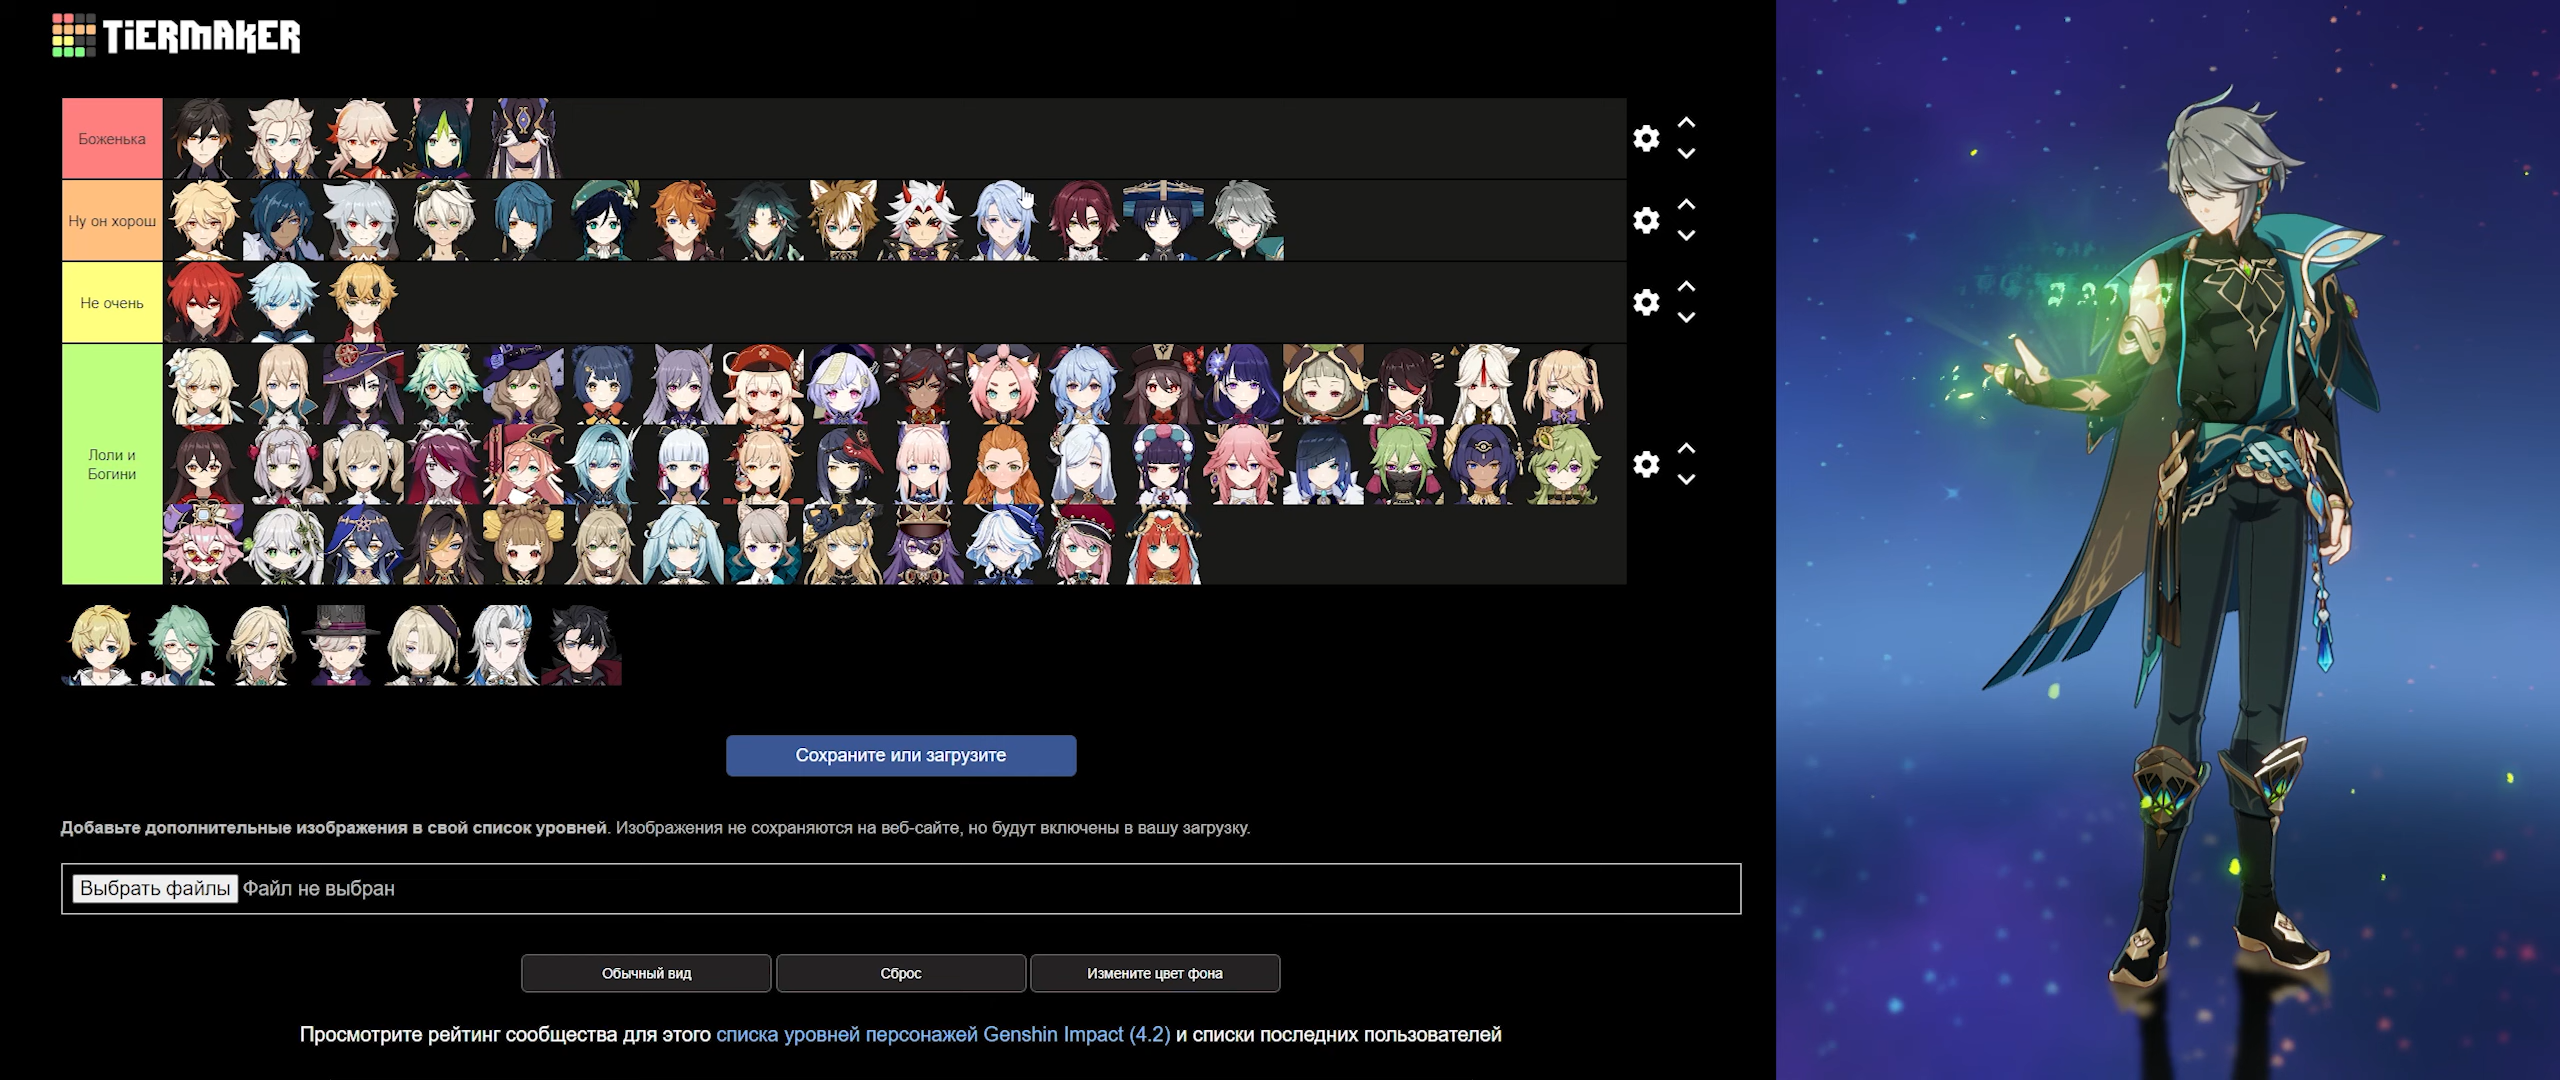 TiERMAKER
Боженька
Ну он хорош
Не очень
Лоли и
Богини
Сохраните или загрузите
Добавьте дополнительные изображения в свой список уровней. Изображения не сохраняются на веб-сайте, но будут включены в вашу загрузку.
Выбрать файлы Файл не выбран
Обычный вид
Сброс
Измените цвет фона
Просмотрите рейтинг сообщества для этого списка уровней персонажей Genshin Impact (4.2) и списки последних пользователей